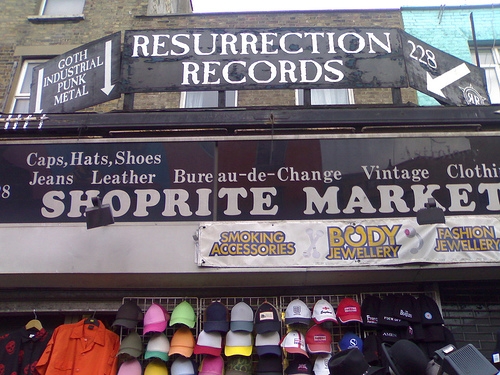 RESURRECTION
RECORDS
GOTH
INDUSTRIAL
PUNK
METAL
228
Caps, Hats, Shoes
Jeans Leather Bureau-de-Change Vintage Clothi
SHOPRITE MARKET
SMOKING
ACCESSORIES
BODY
JEWELLERY
FASHION
JEWELLERY